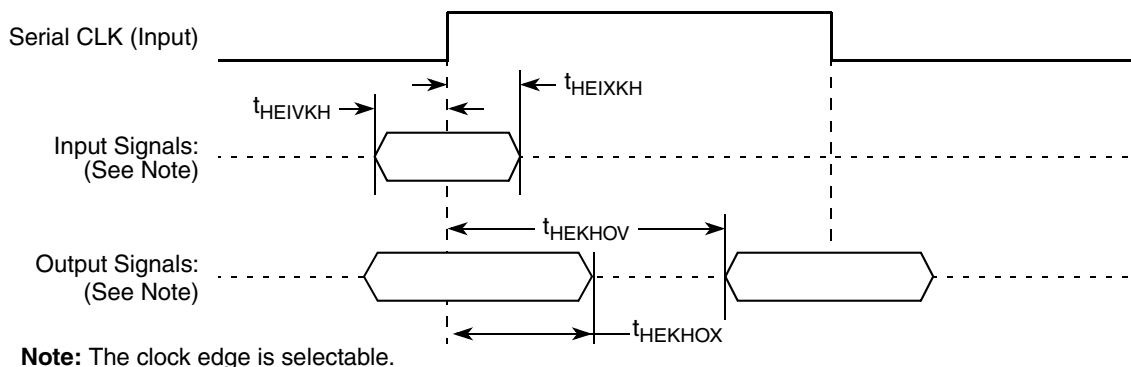 Serial CLK (Input)
tHEIXKH
tHEIVKH
Input Signals:
(See Note)
tHEKHOV
Output Signals:
(See Note)
tHEKHOX
Note: The clock edge is selectable.